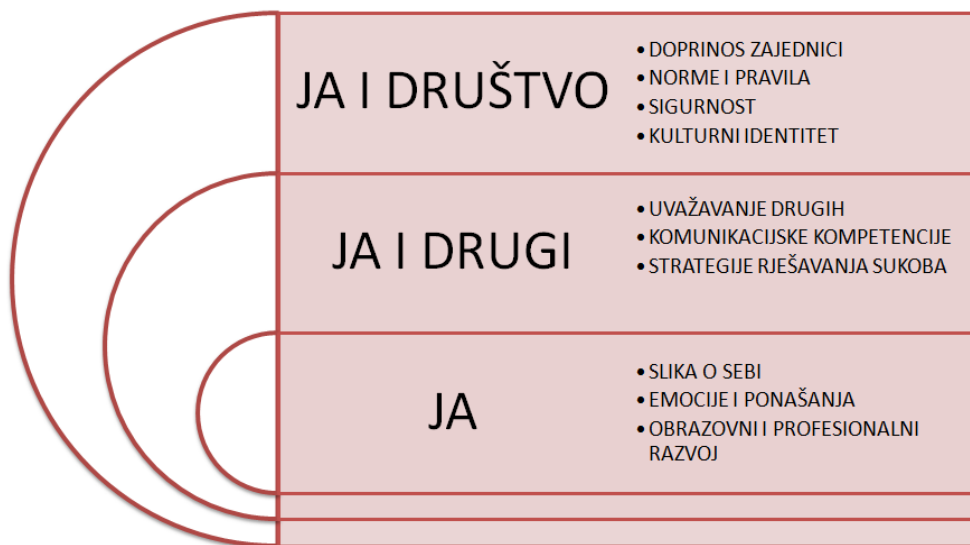 JA I DRUŠTVO
• DOPRINOS ZAJEDNICI
• NORME I PRAVILA
• SIGURNOST
• KULTURNI IDENTITET
JA I DRUGI
• UVAŽAVANJE DRUGIH
• KOMUNIKACIJSKE KOMPETENCIJE
• STRATEGIJE RJEŠAVANJA SUKOBA
JA
• SLIKA O SEBI
• EMOCIJE I PONAŠANJA
• OBRAZOVNI I PROFESIONALNI
RAZVOJ